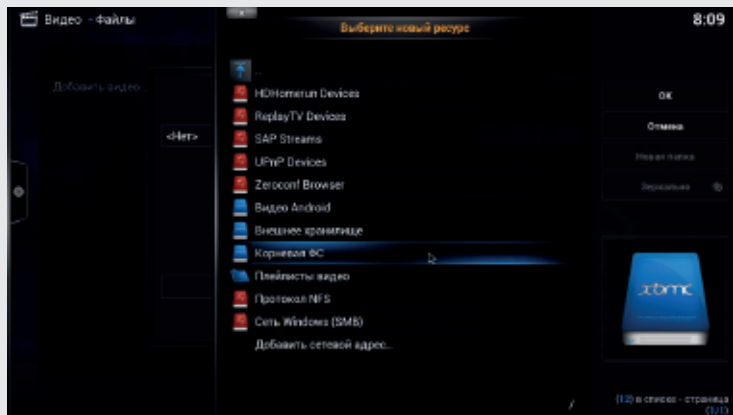 Видео - Файлы
Выберите новый ресурс
8:09
Добавить видео...
<Нет>
..
HDHomerun Devices
ReplayTV Devices
SAP Streams
UPnP Devices
Zeroconf Browser
Видео Android
Внешнее хранилище
Корневая ФС
Плейлисты видео
Протокол NFS
Сеть Windows (SMB)
Добавить сетевой адрес..
/
ОК
Отмена
Новая папка
Зеркально
xbmc
(12) в списке - страница
(1/1)